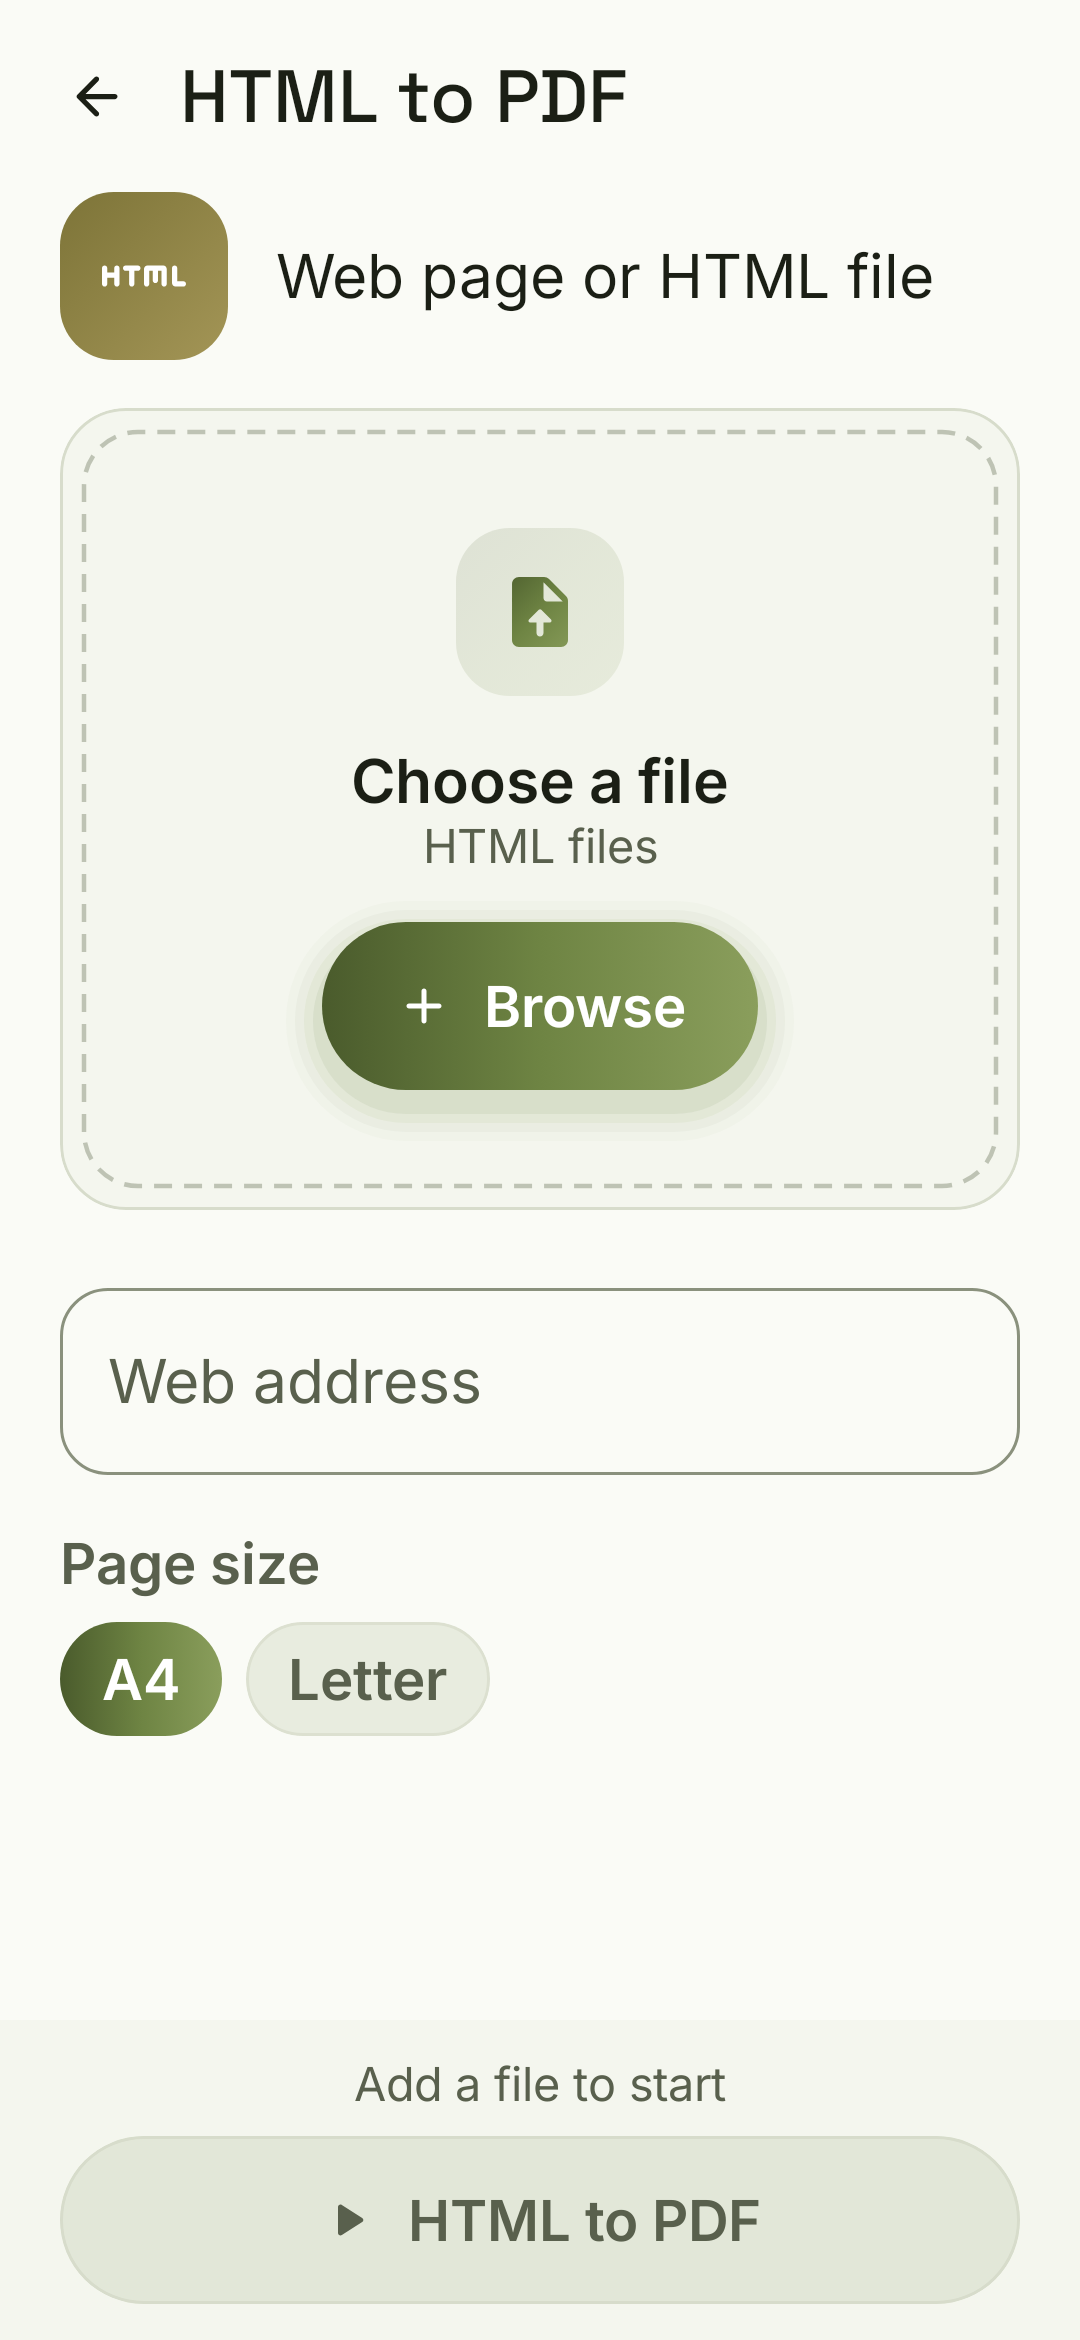 HTML to PDF
HTML
Web page or HTML file
Choose a file
HTML files
Browse
Web address
Page size
A4
Letter
Add a file to start
HTML to PDF